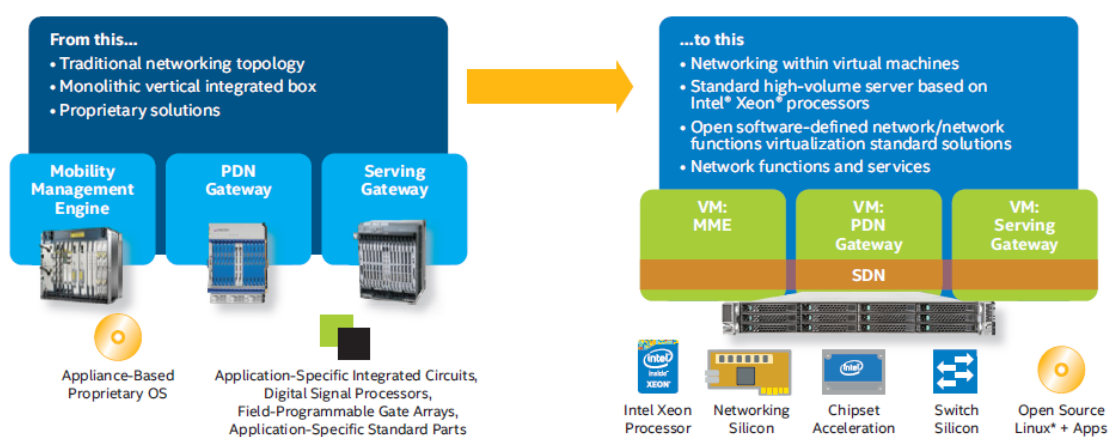 From this...
• Traditional networking topology
• Monolithic vertical integrated box
• Proprietary solutions
Mobility
Management
Engine
PDN
Gateway
Serving
Gateway
Appliance-Based
Proprietary OS
Application-Specific Integrated Circuits,
Digital Signal Processors,
Field-Programmable Gate Arrays,
Application-Specific Standard Parts
...to this
• Networking within virtual machines
• Standard high-volume server based on
Intel® Xeon® processors
• Open software-defined network/network
functions virtualization standard solutions
• Network functions and services
VM:
MME
VM:
PDN
Gateway
VM:
Serving
Gateway
SDN
intel
inside™
XEON®
Intel Xeon
Processor
Networking
Silicon
intel
Chipset
Acceleration
Switch
Silicon
Open Source
Linux* + Apps